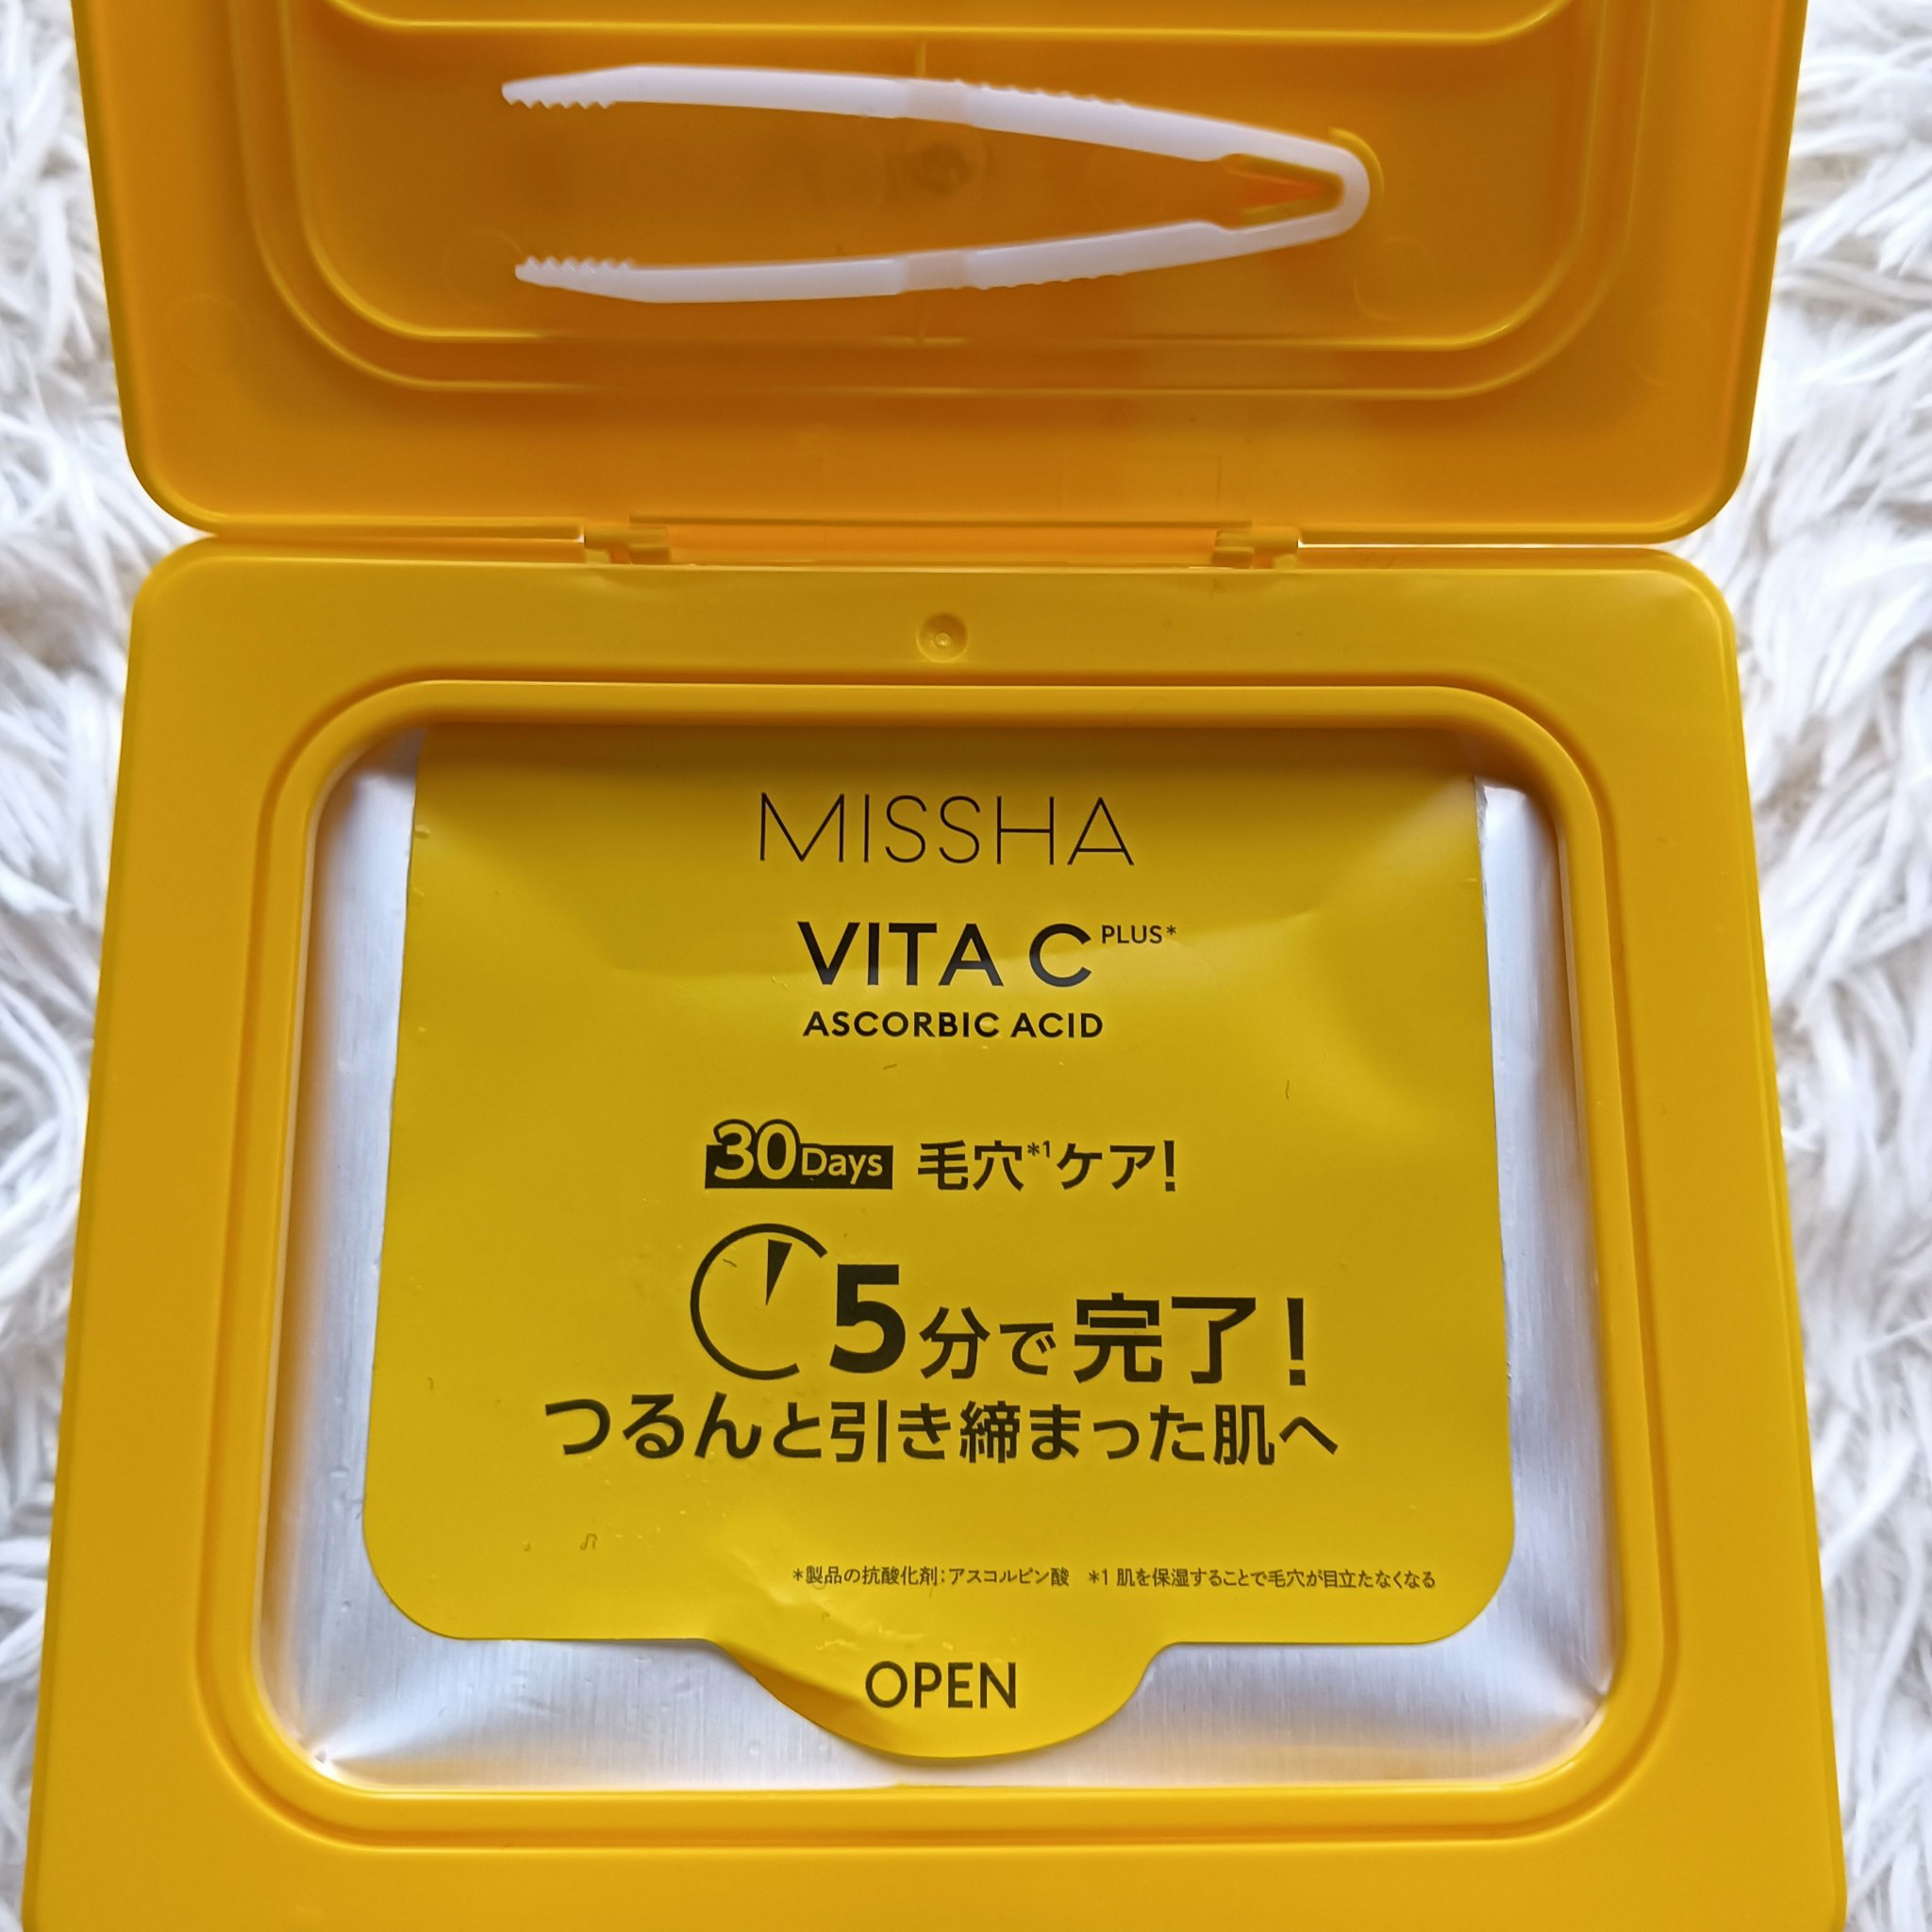 MISSHA
VITA C PLUS*
ASCORBIC ACID
30Days 毛穴*1ケア!
5分で完了!
つるんと引き締まった肌へ
*製品の抗酸化剤:アスコルビン酸 *1 肌を保湿することで毛穴が目立たなくなる
OPEN